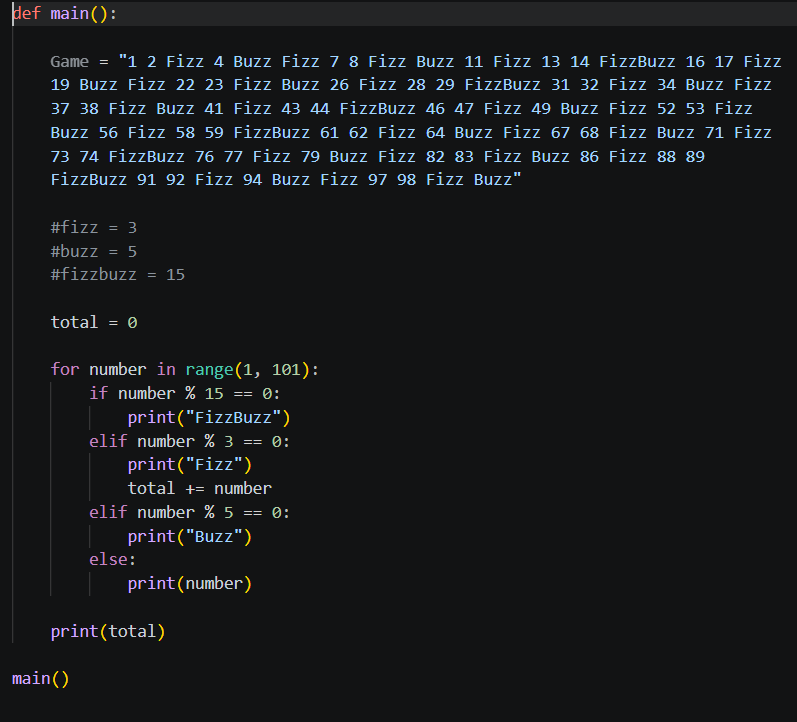 def main():
Game = "1 2 Fizz 4 Buzz Fizz 7 8 Fizz Buzz 11 Fizz 13 14 FizzBuzz 16 17 Fizz
19 Buzz Fizz 22 23 Fizz Buzz 26 Fizz 28 29 FizzBuzz 31 32 Fizz 34 Buzz Fizz
37 38 Fizz Buzz 41 Fizz 43 44 FizzBuzz 46 47 Fizz 49 Buzz Fizz 52 53 Fizz
Buzz 56 Fizz 58 59 FizzBuzz 61 62 Fizz 64 Buzz Fizz 67 68 Fizz Buzz 71 Fizz
73 74 FizzBuzz 76 77 Fizz 79 Buzz Fizz 82 83 Fizz Buzz 86 Fizz 88 89
FizzBuzz 91 92 Fizz 94 Buzz Fizz 97 98 Fizz Buzz"
#fizz = 3
#buzz = 5
#fizzbuzz = 15
total = 0
for number in range(1, 101):
if number % 15 == 0:
print("FizzBuzz")
elif number % 3 == 0:
print("Fizz")
total += number
elif number % 5 == 0:
print("Buzz")
else:
print(number)
print(total)
main()